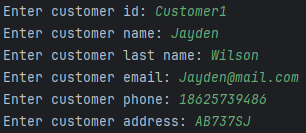 Enter customer id: Customer1
Enter customer name: Jayden
Enter customer last name: Wilson
Enter customer email: Jayden@mail.com
Enter customer phone: 18625739486
Enter customer address: AB737SJ